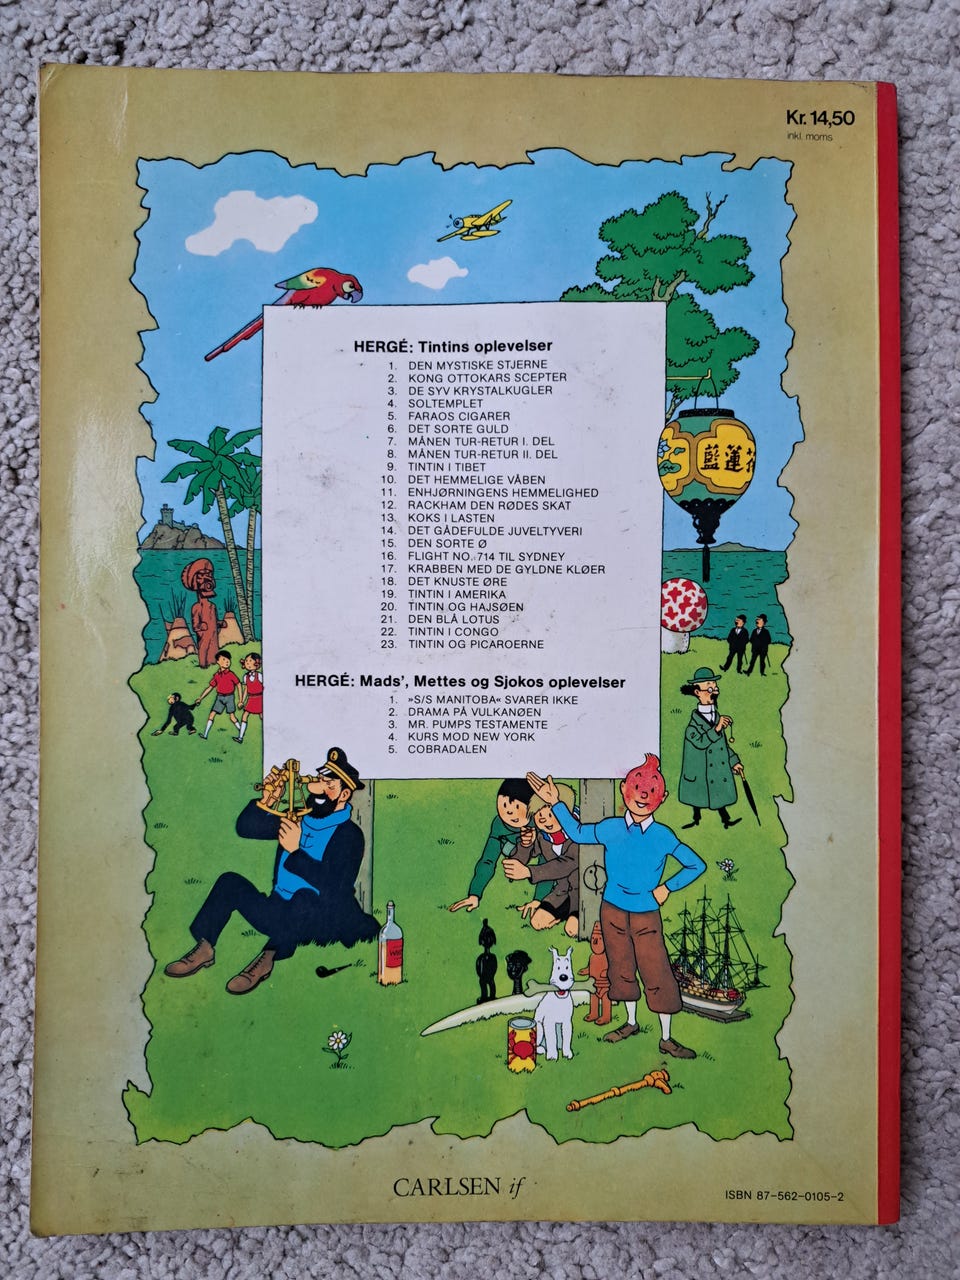 Kr. 14,50
inkl. moms
HERGÉ: Tintins oplevelser
1. DEN MYSTISKE STJERNE
2. KONG OTTOKARS SCEPTER
3. DE SYV KRYSTALKUGLER
4. SOLTEMPLET
5. FARAOS CIGARER
6. DET SORTE GULD
7. MÅNEN TUR-RETUR I. DEL
8. MÅNEN TUR-RETUR II. DEL
9. TINTIN I TIBET
10. DET HEMMELIGE VÅBEN
11. ENHJØRNINGENS HEMMELIGHED
12. RACKHAM DEN RØDES SKAT
13. KOKS I LASTEN
14. DET GÅDEFULDE JUVELTYVERI
15. DEN SORTE Ø
16. FLIGHT NO. 714 TIL SYDNEY
17. KRABBEN MED DE GYLDNE KLØER
18. DET KNUSTE ØRE
19. TINTIN I AMERIKA
20. TINTIN OG HAJSØEN
21. DEN BLÅ LOTUS
22. TINTIN I CONGO
23. TINTIN OG PICAROERNE
HERGÉ: Mads', Mettes og Sjokos oplevelser
1. »S/S MANITOBA« SVARER IKKE
2. DRAMA PÅ VULKANØEN
3. MR. PUMPS TESTAMENTE
4. KURS MOD NEW YORK
5. COBRADALEN
藍蓮
CARLSEN if
ISBN 87-562-0105-2